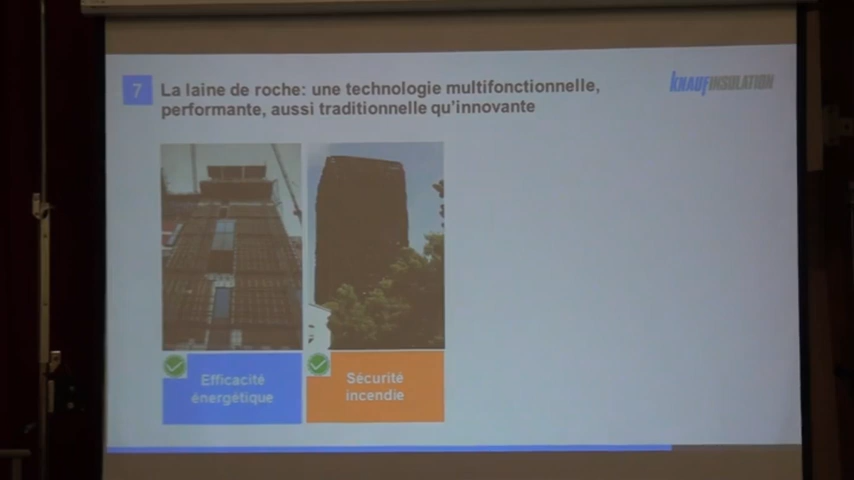 7
La laine de roche: une technologie multifonctionnelle,
performante, aussi traditionnelle qu'innovante
KNAUFINSULATION
Efficacité
énergétique
Sécurité
incendie